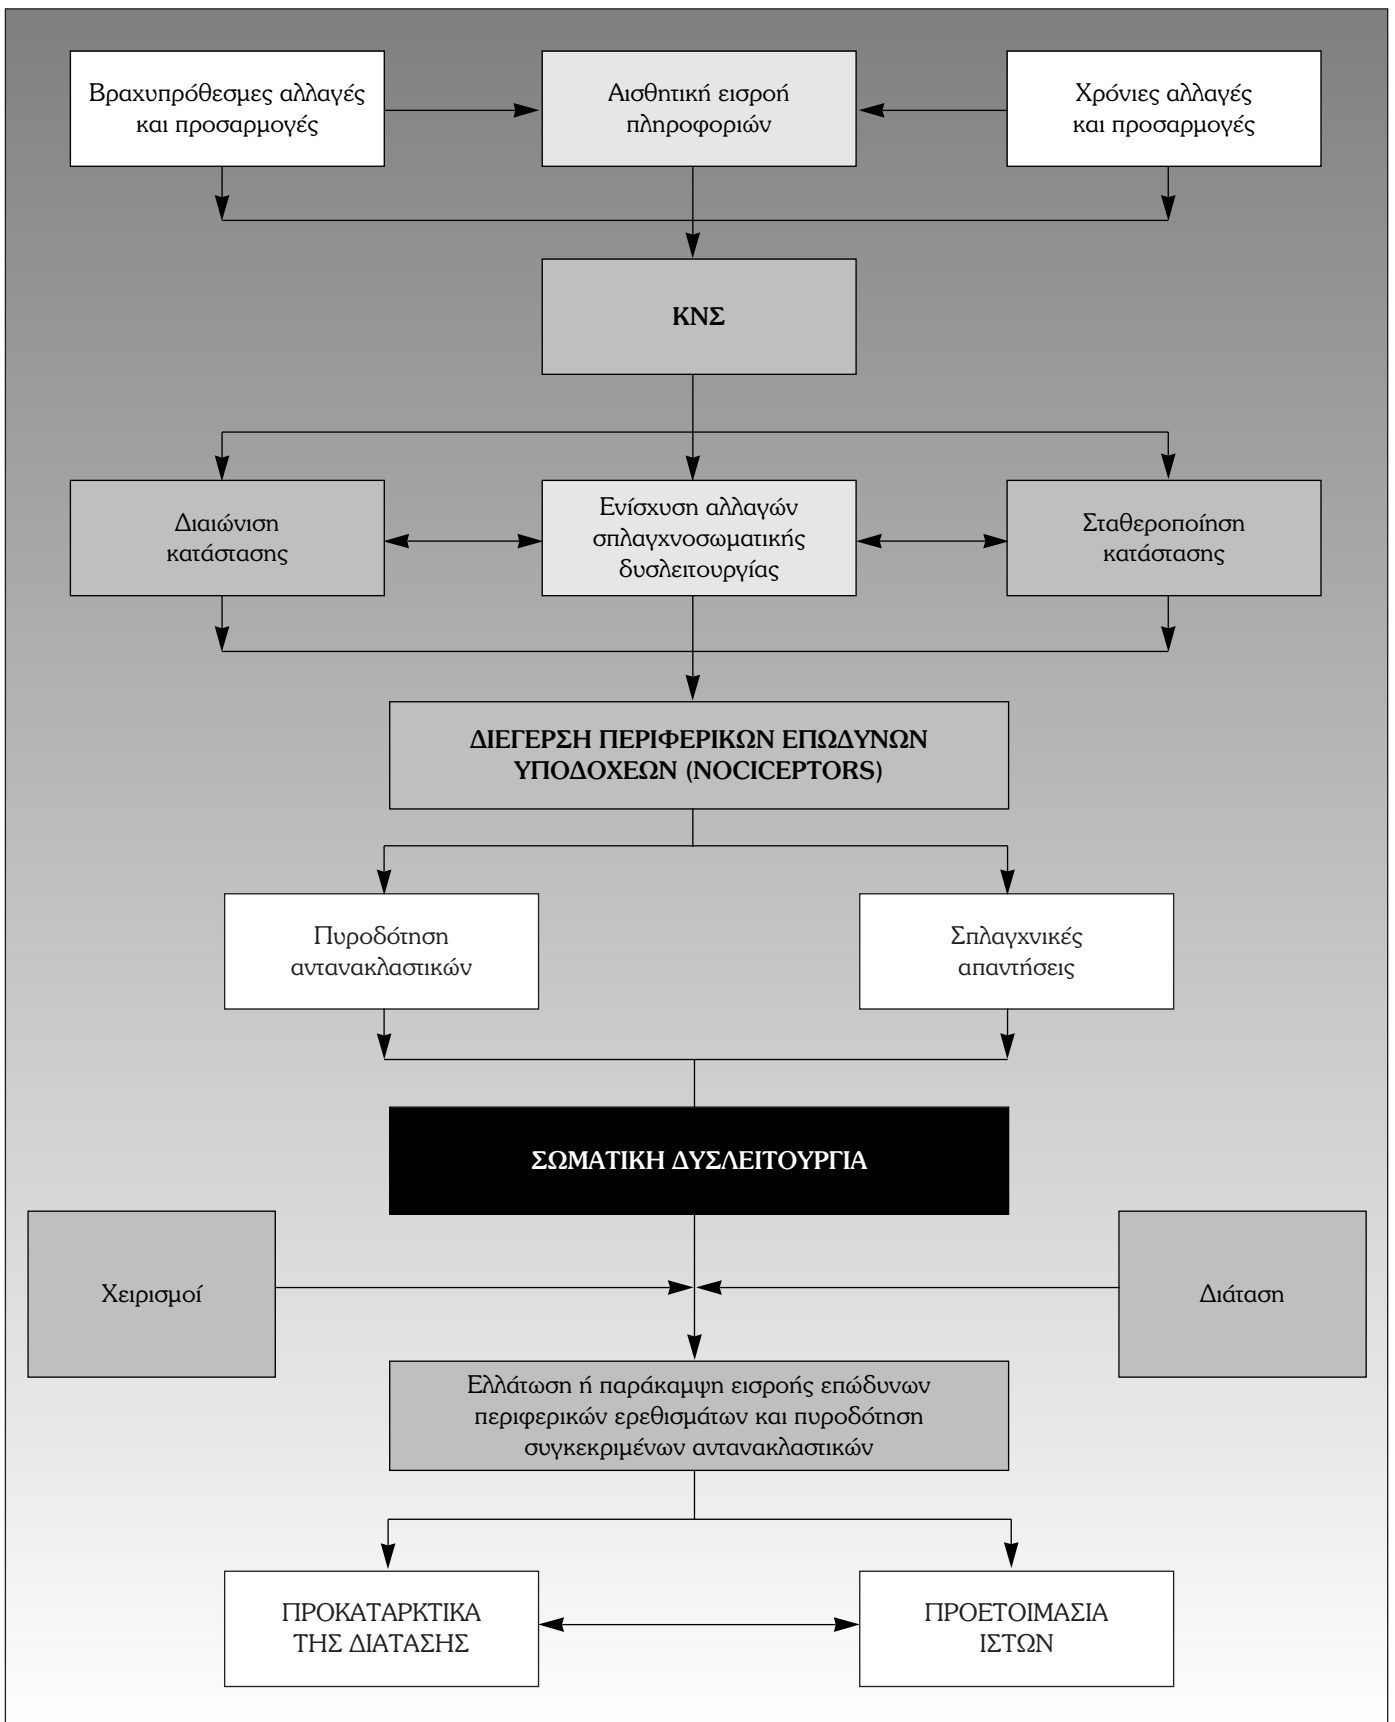 Βραχυπρόθεσμες αλλαγές
και προσαρμογές
Αισθητική εισροή
πληροφοριών
Χρόνιες αλλαγές
και προσαρμογές
ΚΝΣ
Διαιώνιση
κατάστασης
Ενίσχυση αλλαγών
σπλαγχνοσωματικής
δυσλειτουργίας
Σταθεροποίηση
κατάστασης
ΔΙΕΓΕΡΣΗ ΠΕΡΙΦΕΡΙΚΩΝ ΕΠΩΔΥΝΩΝ
ΥΠΟΔΟΧΕΩΝ (NOCICEPTORS)
Πυροδότηση
αντανακλαστικών
Σπλαγχνικές
απαντήσεις
ΣΩΜΑΤΙΚΗ ΔΥΣΛΕΙΤΟΥΡΓΙΑ
Χειρισμοί
Διάταση
Ελλάτωση ή παράκαμψη εισροής επώδυνων
περιφερικών ερεθισμάτων και πυροδότηση
συγκεκριμένων αντανακλαστικών
ΠΡΟΚΑΤΑΡΚΤΙΚΑ
ΤΗΣ ΔΙΑΤΑΣΗΣ
ΠΡΟΕΤΟΙΜΑΣΙΑ
ΙΣΤΩΝ